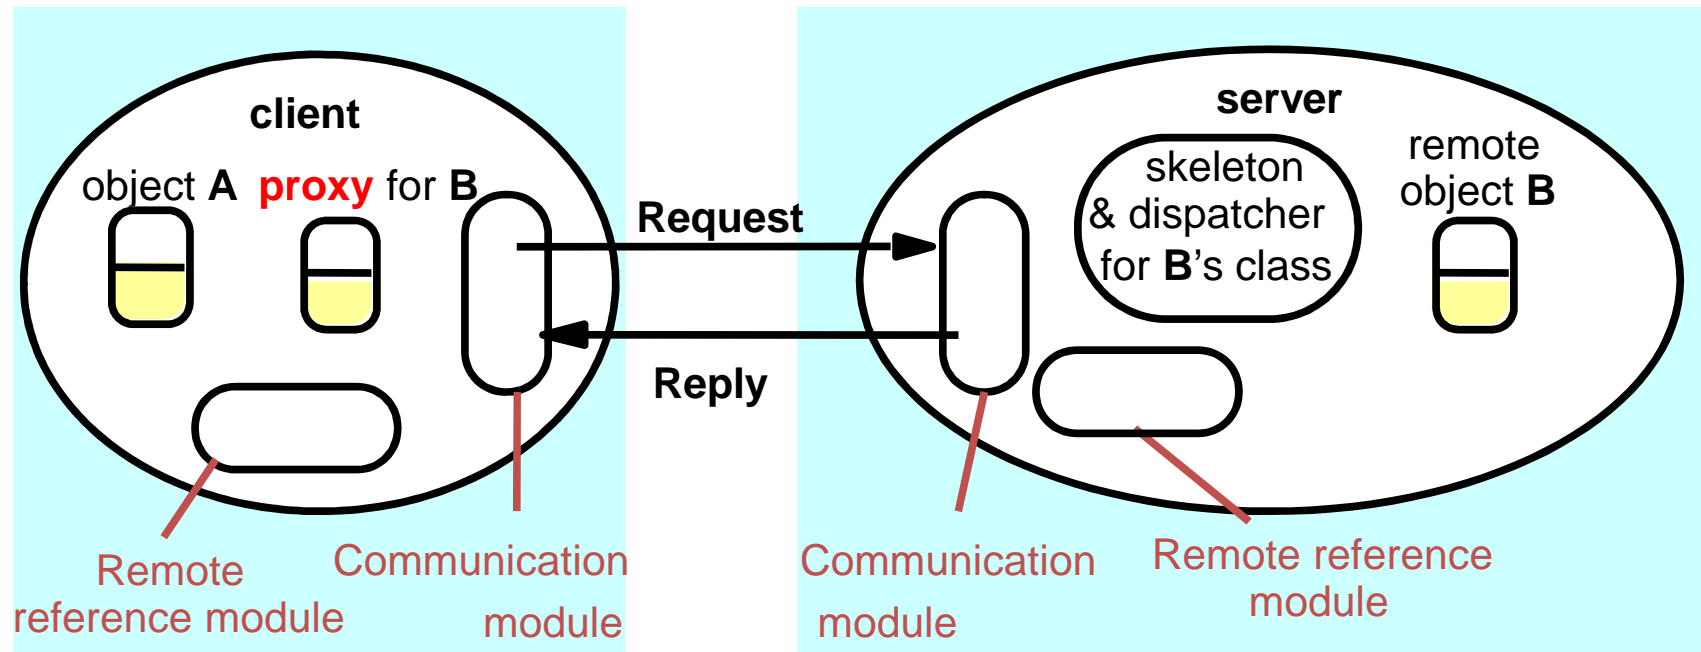 client
object A proxy for B
Remote
reference module
Communication
module
Request
Reply
server
skeleton
& dispatcher
for B's class
remote
object B
Communication
module
Remote reference
module